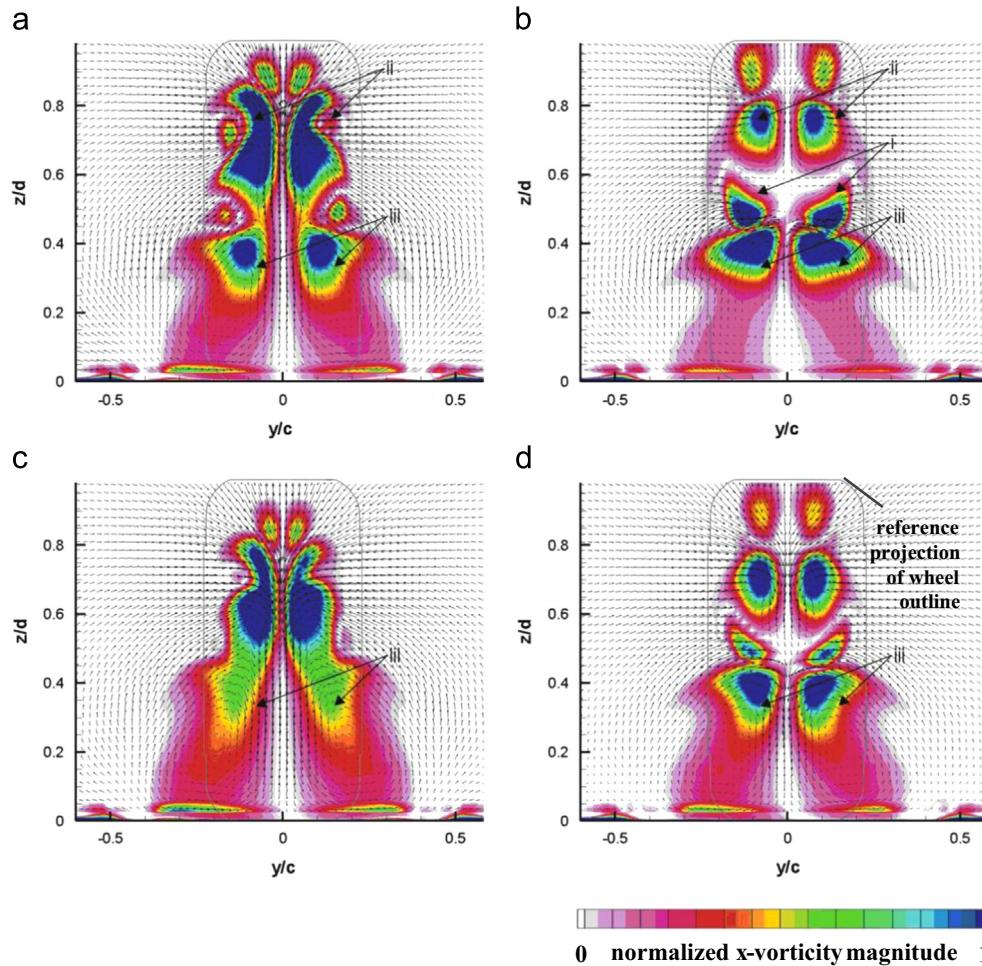 a
b
z/d
0.8
0.6
0.4
0.2
0
-0.5
0
0.5
y/c
ii
iii
z/d
0.8
0.6
0.4
0.2
0
-0.5
0
0.5
y/c
ii
i
iii
c
d
z/d
0.8
0.6
0.4
0.2
0
-0.5
0
0.5
y/c
iii
z/d
0.8
0.6
0.4
0.2
0
-0.5
0
0.5
y/c
reference
projection
of wheel
outline
iii
0 normalized x-vorticity magnitude 1